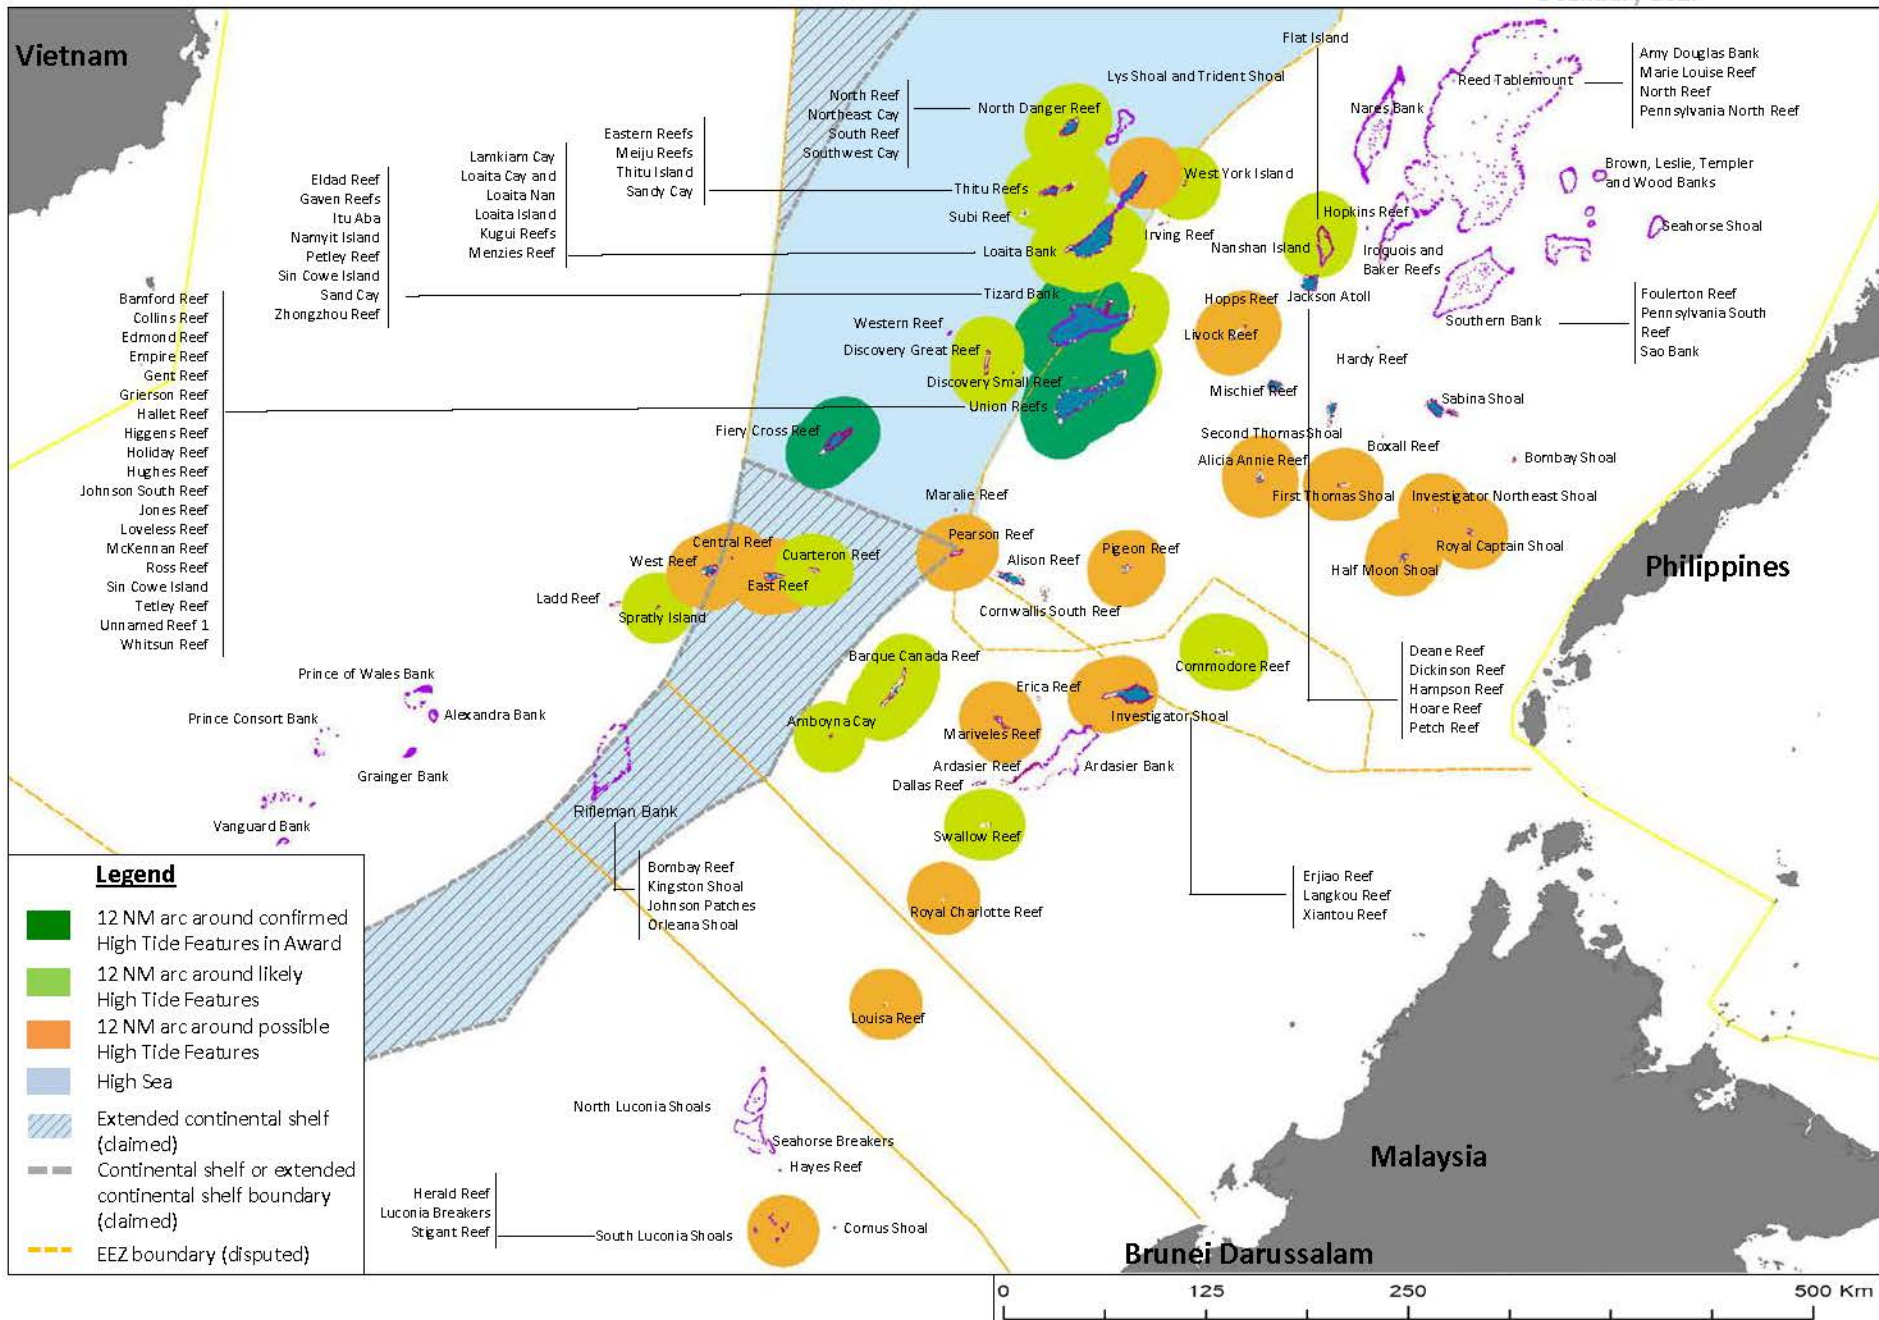 Vietnam
Flat Island
Lys Shoal and Trident Shoal
Reed Tablemount
Amy Douglas Bank
Marie Louise Reef
North Reef
Pennsylvania North Reef
Nares Bank
North Reef
Northeast Cay
South Reef
Southwest Cay
North Danger Reef
Eastern Reefs
Meiju Reefs
Thitu Island
Sandy Cay
Thitu Reefs
Lamkiam Cay
Loaita Cay and
Loaita Nan
Loaita Island
Kugui Reefs
Menzies Reef
Eldad Reef
Gaven Reefs
Itu Aba
Namyit Island
Petley Reef
Sin Cowe Island
Sand Cay
Zhongzhou Reef
West York Island
Brown, Leslie, Templer
and Wood Banks
Subi Reef
Hopkins Reef
Seahorse Shoal
Irving Reef
Nanshan Island
Iroquois and
Baker Reefs
Loaita Bank
Tizard Bank
Hopps Reef
Jackson Atoll
Bamford Reef
Collins Reef
Edmond Reef
Empire Reef
Gent Reef
Grierson Reef
Hallet Reef
Higgens Reef
Holiday Reef
Hughes Reef
Johnson South Reef
Jones Reef
Loveless Reef
McKennan Reef
Ross Reef
Sin Cowe Island
Tetley Reef
Unnamed Reef 1
Whitsun Reef
Western Reef
Livock Reef
Southern Bank
Foulerton Reef
Pennsylvania South
Reef
Sao Bank
Discovery Great Reef
Hardy Reef
Discovery Small Reef
Mischief Reef
Union Reefs
Sabina Shoal
Fiery Cross Reef
Second Thomas Shoal
Boxall Reef
Alicia Annie Reef
Bombay Shoal
First Thomas Shoal
Investigator Northeast Shoal
Maralie Reef
Pearson Reef
Central Reef
Cuarteron Reef
West Reef
East Reef
Alison Reef
Pigeon Reef
Royal Captain Shoal
Half Moon Shoal
Philippines
Ladd Reef
Spratly Island
Cornwallis South Reef
Barque Canada Reef
Commodore Reef
Deane Reef
Dickinson Reef
Hampson Reef
Hoare Reef
Petch Reef
Prince of Wales Bank
Erica Reef
Prince Consort Bank
Alexandra Bank
Amboyna Cay
Investigator Shoal
Mariveles Reef
Ardasier Reef
Ardasier Bank
Grainger Bank
Dallas Reef
Rifleman Bank
Vanguard Bank
Swallow Reef
Bombay Reef
Kingston Shoal
Johnson Patches
Orleana Shoal
Erjiao Reef
Langkou Reef
Xiantou Reef
Royal Charlotte Reef
Louisa Reef
North Luconia Shoals
Seahorse Breakers
Hayes Reef
Herald Reef
Luconia Breakers
Stigant Reef
South Luconia Shoals
Comus Shoal
Malaysia
Brunei Darussalam
Legend
12 NM arc around confirmed
High Tide Features in Award
12 NM arc around likely
High Tide Features
12 NM arc around possible
High Tide Features
High Sea
Extended continental shelf
(claimed)
Continental shelf or extended
continental shelf boundary
(claimed)
EEZ boundary (disputed)
0 125 250 500 Km